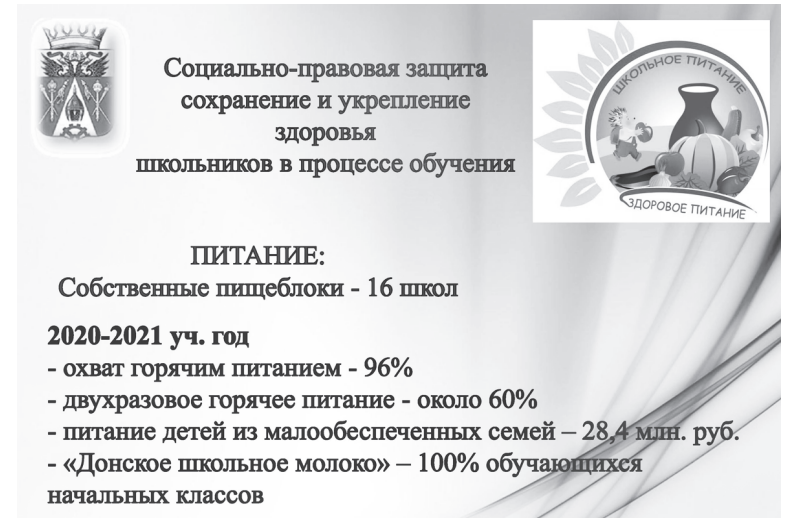 Социально-правовая защита
сохранение и укрепление
здоровья
школьников в процессе обучения
ШКОЛЬНОЕ ПИТАНИЕ
ЗДОРОВОЕ ПИТАНИЕ
ПИТАНИЕ:
Собственные пищеблоки - 16 школ
2020-2021 уч. год
- охват горячим питанием - 96%
- двухразовое горячее питание - около 60%
- питание детей из малообеспеченных семей – 28,4 млн. руб.
- «Донское школьное молоко» – 100% обучающихся
начальных классов